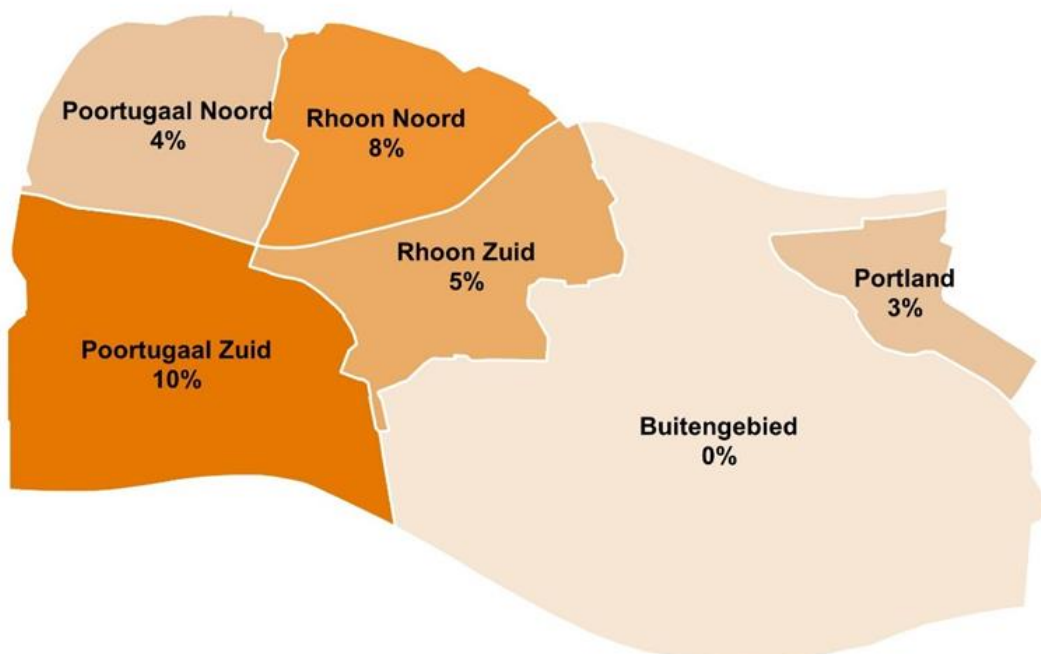 Poortugaal Noord
4%
Rhoon Noord
8%
Rhoon Zuid
5%
Portland
3%
Poortugaal Zuid
10%
Buitengebied
0%